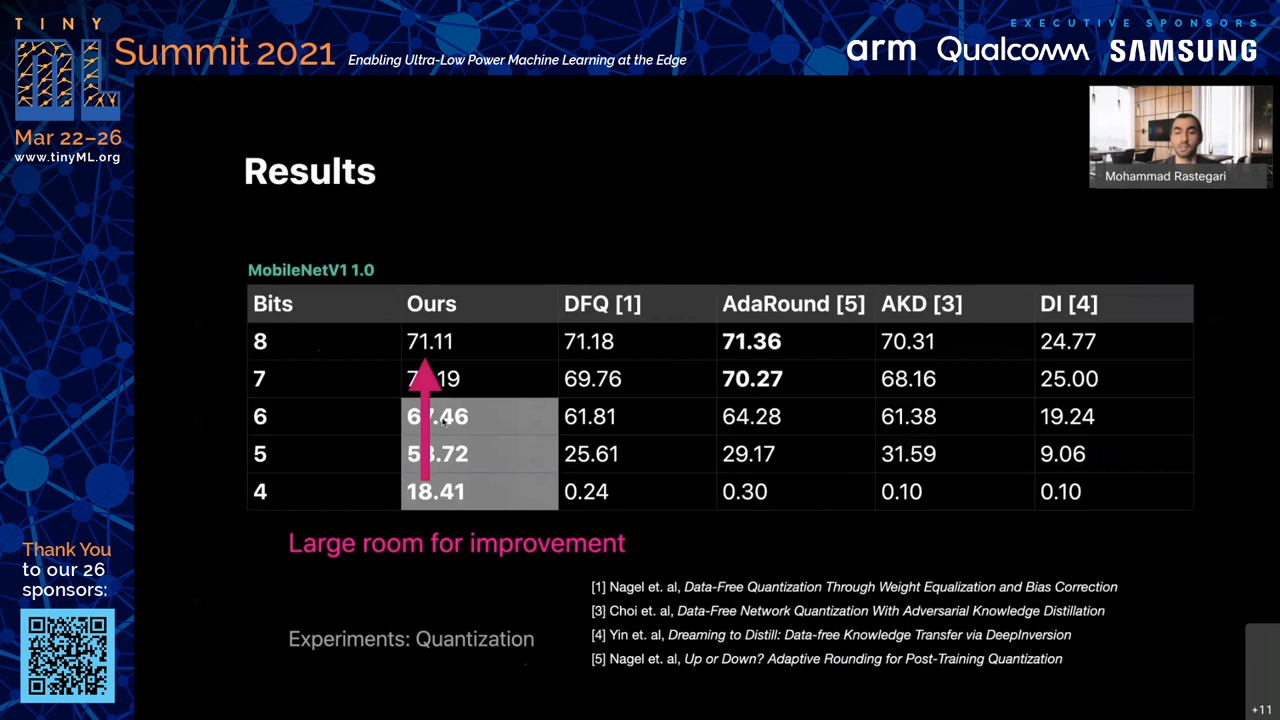 TINY
ML
Summit 2021
Enabling Ultra-Low Power Machine Learning at the Edge
EXECUTIVE SPONSORS
arm Qualcomm SAMSUNG
Mar 22–26
www.tinyML.org
Mohammad Rastegari
Results
MobileNetV1 1.0
Bits Ours DFQ [1] AdaRound [5] AKD [3] DI [4]
8 71.11 71.18 71.36 70.31 24.77
7 69.76 70.27 68.16 25.00
6 67.46 61.81 64.28 61.38 19.24
5 25.61 29.17 31.59 9.06
4 18.41 0.24 0.30 0.10 0.10
Large room for improvement
[1] Nagel et. al, Data-Free Quantization Through Weight Equalization and Bias Correction
[3] Choi et. al, Data-Free Network Quantization With Adversarial Knowledge Distillation
[4] Yin et. al, Dreaming to Distill: Data-free Knowledge Transfer via DeepInversion
[5] Nagel et. al, Up or Down? Adaptive Rounding for Post-Training Quantization
Experiments: Quantization
Thank You
to our 26
sponsors:
+11